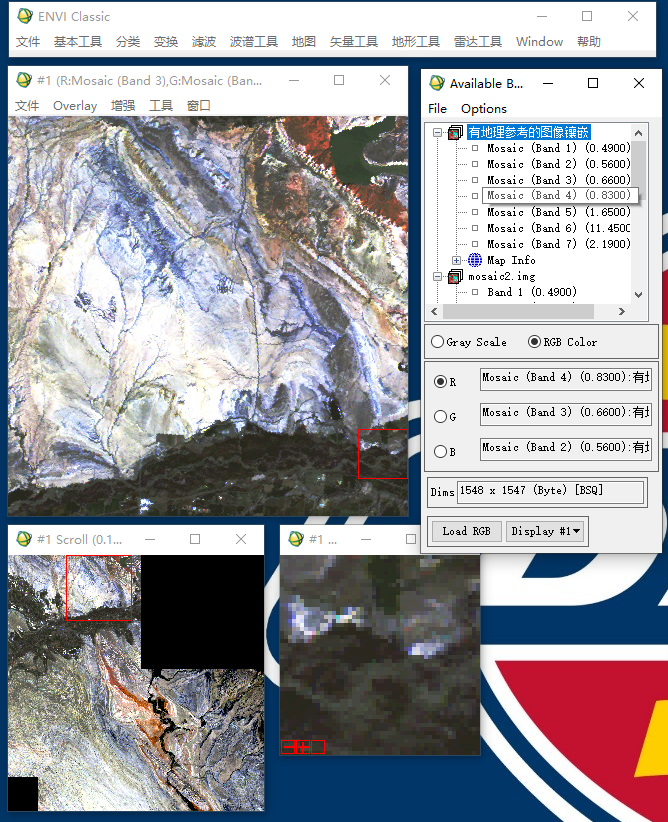 ENVI Classic
文件 基本工具 分类 变换 滤波 波谱工具 地图 矢量工具 地形工具 雷达工具 Window 帮助
#1 (R:Mosaic (Band 3),G:Mosaic (Ban...
文件 Overlay 增强 工具 窗口
Available B...
File Options
有地理参考的图像镶嵌
Mosaic (Band 1) (0.4900)
Mosaic (Band 2) (0.5600)
Mosaic (Band 3) (0.6600)
Mosaic (Band 4) (0.8300)
Mosaic (Band 5) (1.6500)
Mosaic (Band 6) (11.4500
Mosaic (Band 7) (2.1900)
Map Info
mosaic2.img
Band 1 (0.4900)
Gray Scale RGB Color
R Mosaic (Band 4) (0.8300):有
G Mosaic (Band 3) (0.6600):有
B Mosaic (Band 2) (0.5600):有
Dims 1548 x 1547 (Byte) [BSQ]
Load RGB Display #1
#1 Scroll (0.1...
#1 ...